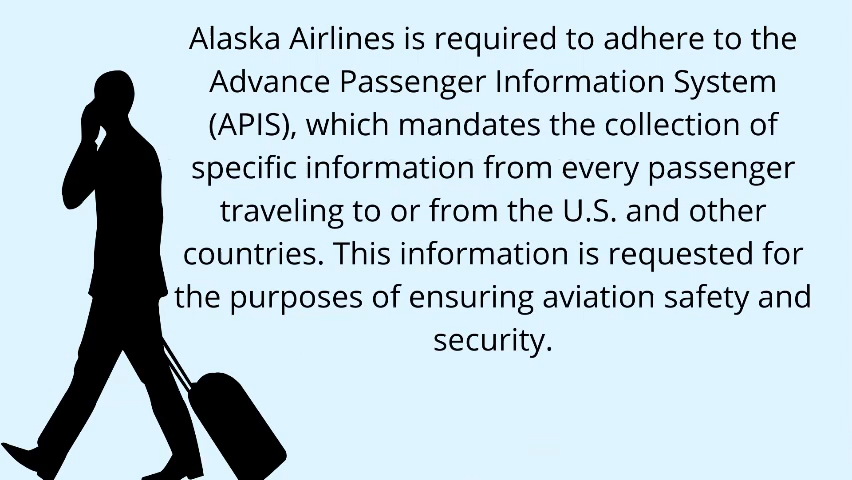 Alaska Airlines is required to adhere to the
Advance Passenger Information System
(APIS), which mandates the collection of
specific information from every passenger
traveling to or from the U.S. and other
countries. This information is requested for
the purposes of ensuring aviation safety and
security.